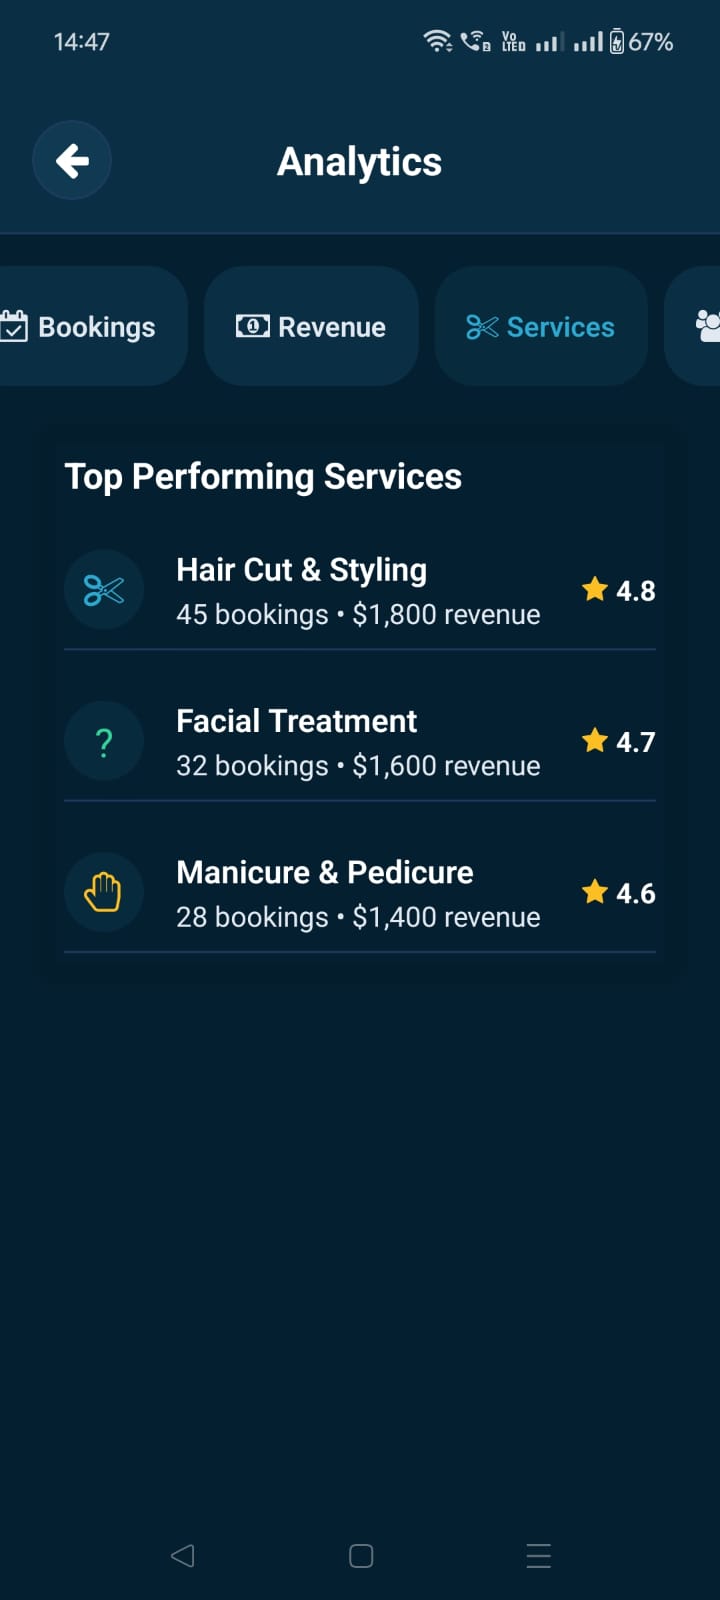 14:47
Vo LTED 67%
Analytics
Bookings
Revenue
Services
Top Performing Services
Hair Cut & Styling
45 bookings • $1,800 revenue
4.8
?
Facial Treatment
32 bookings • $1,600 revenue
4.7
Manicure & Pedicure
28 bookings • $1,400 revenue
4.6